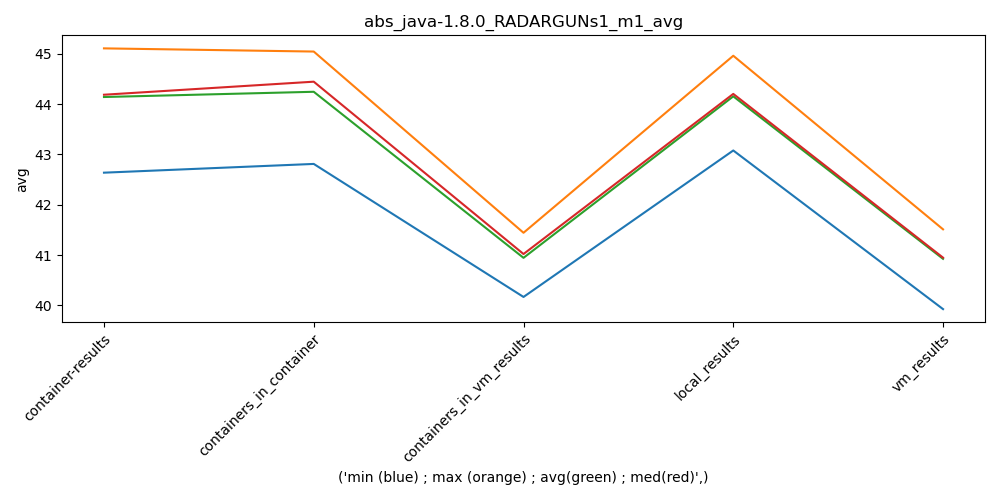 abs_java-1.8.0_RADARGUNs1_m1_avg
avg
45
44
43
42
41
40
container-results
containers_in_container
containers_in_vm_results
local_results
vm_results
('min (blue) ; max (orange) ; avg(green) ; med(red)',)